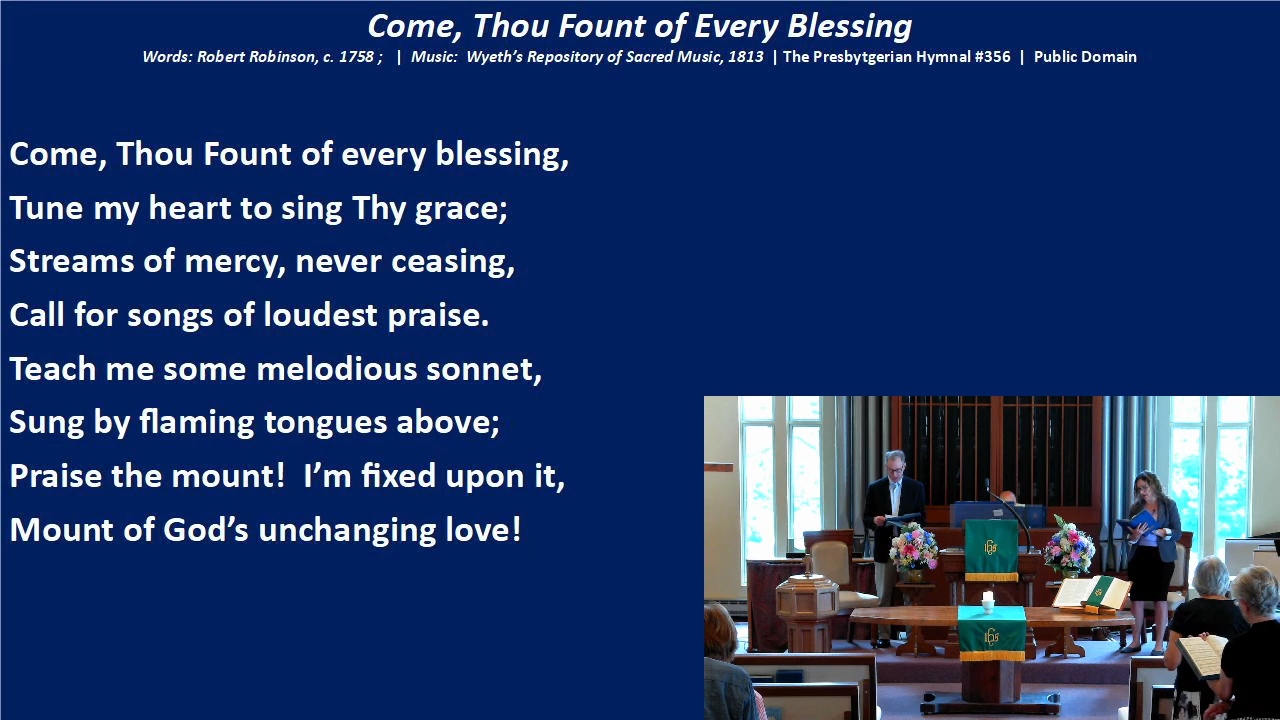 Come, Thou Fount of Every Blessing
Words: Robert Robinson, c. 1758 ; | Music: Wyeth’s Repository of Sacred Music, 1813 | The Presbytgerian Hymnal #356 | Public Domain
Come, Thou Fount of every blessing,
Tune my heart to sing Thy grace;
Streams of mercy, never ceasing,
Call for songs of loudest praise.
Teach me some melodious sonnet,
Sung by flaming tongues above;
Praise the mount! I’m fixed upon it,
Mount of God’s unchanging love!
IHS
IHS